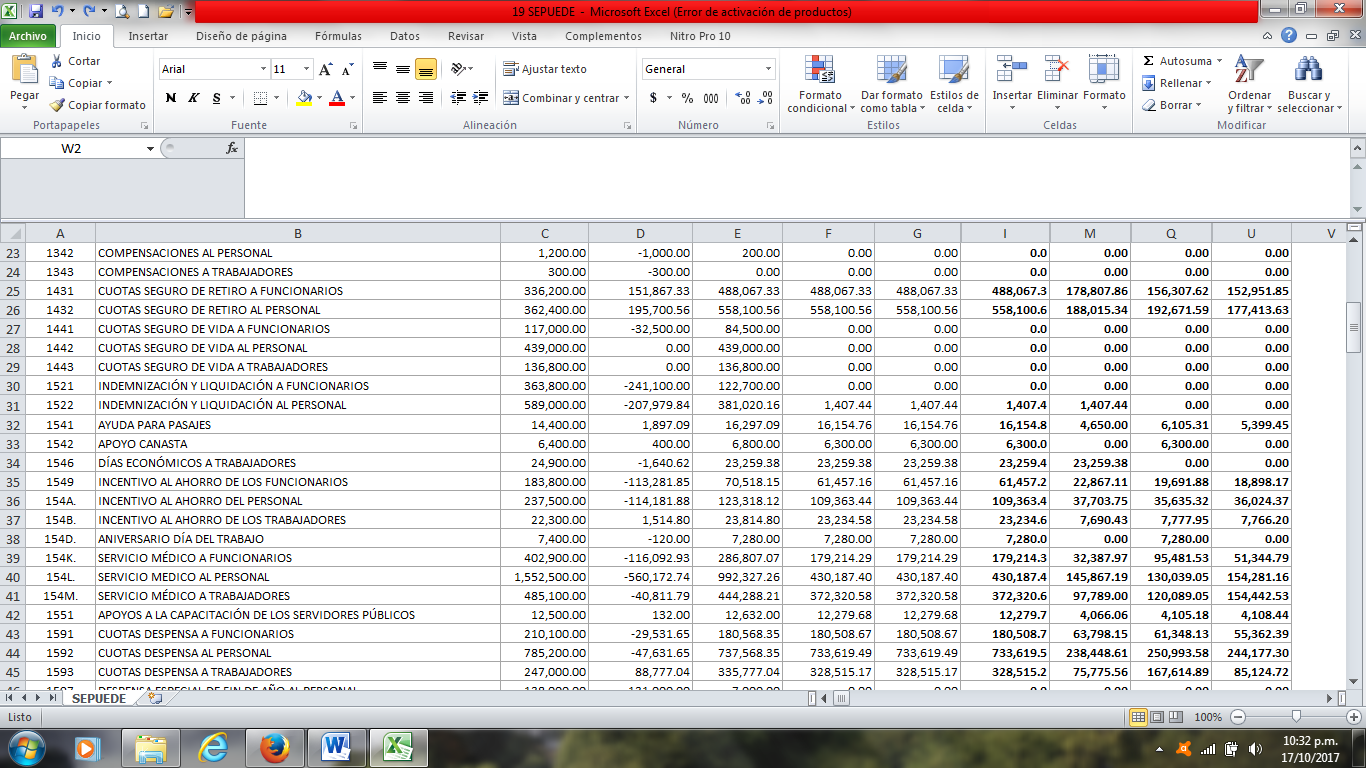 19 SEPUEDE - Microsoft Excel (Error de activación de productos)
Archivo Inicio Insertar Diseño de página Fórmulas Datos Revisar Vista Complementos Nitro Pro 10
Pegar Cortar Copiar Copiar formato Portapapeles
Arial 11 N K S Fuente
Ajustar texto Combinar y centrar Alineación
General $ % 000 Número
Formato condicional Dar formato como tabla Estilos de celda Estilos
Insertar Eliminar Formato Celdas
Σ Autosuma Rellenar Borrar Ordenar y filtrar Buscar y seleccionar Modificar
W2 fx
A B C D E F G I M Q U V
23 1342 COMPENSACIONES AL PERSONAL 1,200.00 -1,000.00 200.00 0.00 0.00 0.0 0.00 0.00 0.00
24 1343 COMPENSACIONES A TRABAJADORES 300.00 -300.00 0.00 0.00 0.00 0.0 0.00 0.00 0.00
25 1431 CUOTAS SEGURO DE RETIRO A FUNCIONARIOS 336,200.00 151,867.33 488,067.33 488,067.33 488,067.33 488,067.3 178,807.86 156,307.62 152,951.85
26 1432 CUOTAS SEGURO DE RETIRO AL PERSONAL 362,400.00 195,700.56 558,100.56 558,100.56 558,100.56 558,100.6 188,015.34 192,671.59 177,413.63
27 1441 CUOTAS SEGURO DE VIDA A FUNCIONARIOS 117,000.00 -32,500.00 84,500.00 0.00 0.00 0.0 0.00 0.00 0.00
28 1442 CUOTAS SEGURO DE VIDA AL PERSONAL 439,000.00 0.00 439,000.00 0.00 0.00 0.0 0.00 0.00 0.00
29 1443 CUOTAS SEGURO DE VIDA A TRABAJADORES 136,800.00 0.00 136,800.00 0.00 0.00 0.0 0.00 0.00 0.00
30 1521 INDEMNIZACIÓN Y LIQUIDACIÓN A FUNCIONARIOS 363,800.00 -241,100.00 122,700.00 0.00 0.00 0.0 0.00 0.00 0.00
31 1522 INDEMNIZACIÓN Y LIQUIDACIÓN AL PERSONAL 589,000.00 -207,979.84 381,020.16 1,407.44 1,407.44 1,407.4 1,407.44 0.00 0.00
32 1541 AYUDA PARA PASAJES 14,400.00 1,897.09 16,297.09 16,154.76 16,154.76 16,154.8 4,650.00 6,105.31 5,399.45
33 1542 APOYO CANASTA 6,400.00 400.00 6,800.00 6,300.00 6,300.00 6,300.0 0.00 6,300.00 0.00
34 1546 DÍAS ECONÓMICOS A TRABAJADORES 24,900.00 -1,640.62 23,259.38 23,259.38 23,259.38 23,259.4 23,259.38 0.00 0.00
35 1549 INCENTIVO AL AHORRO DE LOS FUNCIONARIOS 183,800.00 -113,281.85 70,518.15 61,457.16 61,457.16 61,457.2 22,867.11 19,691.88 18,898.17
36 154A. INCENTIVO AL AHORRO DEL PERSONAL 237,500.00 -114,181.88 123,318.12 109,363.44 109,363.44 109,363.4 37,703.75 35,635.32 36,024.37
37 154B. INCENTIVO AL AHORRO DE LOS TRABAJADORES 22,300.00 1,514.80 23,814.80 23,234.58 23,234.58 23,234.6 7,690.43 7,777.95 7,766.20
38 154D. ANIVERSARIO DÍA DEL TRABAJO 7,400.00 -120.00 7,280.00 7,280.00 7,280.00 7,280.0 0.00 7,280.00 0.00
39 154K. SERVICIO MÉDICO A FUNCIONARIOS 402,900.00 -116,092.93 286,807.07 179,214.29 179,214.29 179,214.3 32,387.97 95,481.53 51,344.79
40 154L. SERVICIO MEDICO AL PERSONAL 1,552,500.00 -560,172.74 992,327.26 430,187.40 430,187.40 430,187.4 145,867.19 130,039.05 154,281.16
41 154M. SERVICIO MÉDICO A TRABAJADORES 485,100.00 -40,811.79 444,288.21 372,320.58 372,320.58 372,320.6 97,789.00 120,089.05 154,442.53
42 1551 APOYOS A LA CAPACITACIÓN DE LOS SERVIDORES PÚBLICOS 12,500.00 132.00 12,632.00 12,279.68 12,279.68 12,279.7 4,066.06 4,105.18 4,108.44
43 1591 CUOTAS DESPENSA A FUNCIONARIOS 210,100.00 -29,531.65 180,568.35 180,508.67 180,508.67 180,508.7 63,798.15 61,348.13 55,362.39
44 1592 CUOTAS DESPENSA AL PERSONAL 785,200.00 -47,631.65 737,568.35 733,619.49 733,619.49 733,619.5 238,448.61 250,993.58 244,177.30
45 1593 CUOTAS DESPENSA A TRABAJADORES 247,000.00 88,777.04 335,777.04 328,515.17 328,515.17 328,515.2 75,775.56 167,614.89 85,124.72
SEPUEDE
Listo 100%
10:32 p.m.
17/10/2017